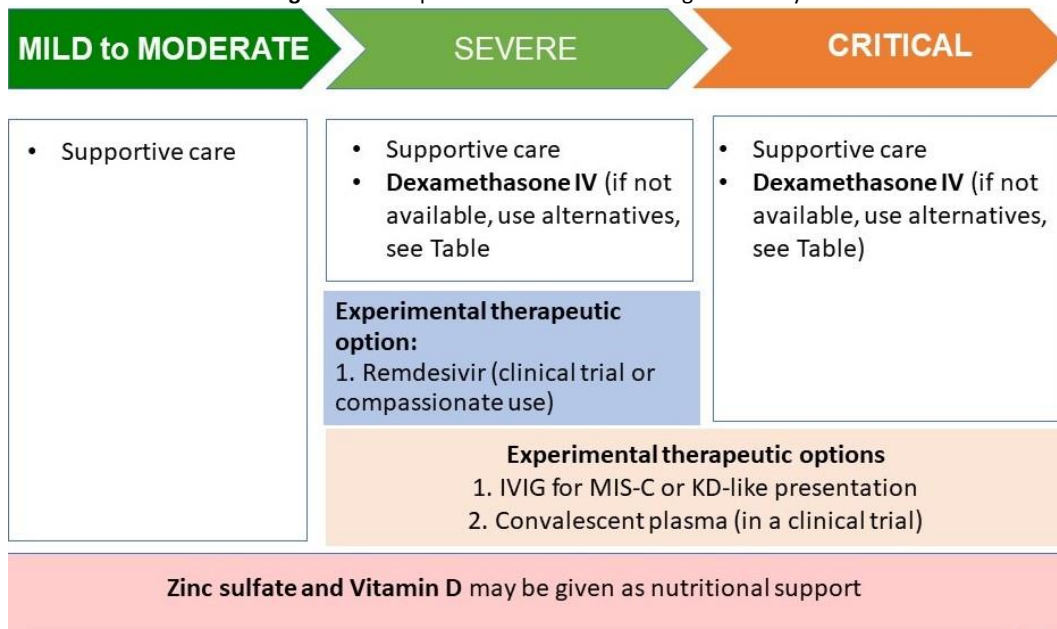 MILD to MODERATE
SEVERE
CRITICAL
• Supportive care
• Supportive care
• Dexamethasone IV (if not
available, use alternatives,
see Table
• Supportive care
• Dexamethasone IV (if not
available, use alternatives,
see Table)
Experimental therapeutic
option:
1. Remdesivir (clinical trial or
compassionate use)
Experimental therapeutic options
1. IVIG for MIS-C or KD-like presentation
2. Convalescent plasma (in a clinical trial)
Zinc sulfate and Vitamin D may be given as nutritional support